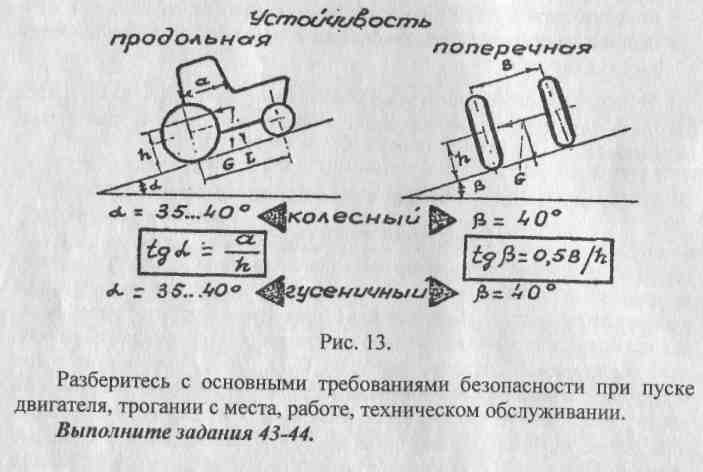 Устойчивость
продольная
поперечная
a
B
h
G L
α
h
β
G
α = 35...40° колесный β = 40°
tgα = a/h
tgβ = 0,5B/h
α = 35...40° гусеничный β = 40°
Рис. 13.
Разберитесь с основными требованиями безопасности при пуске
двигателя, трогании с места, работе, техническом обслуживании.
Выполните задания 43-44.